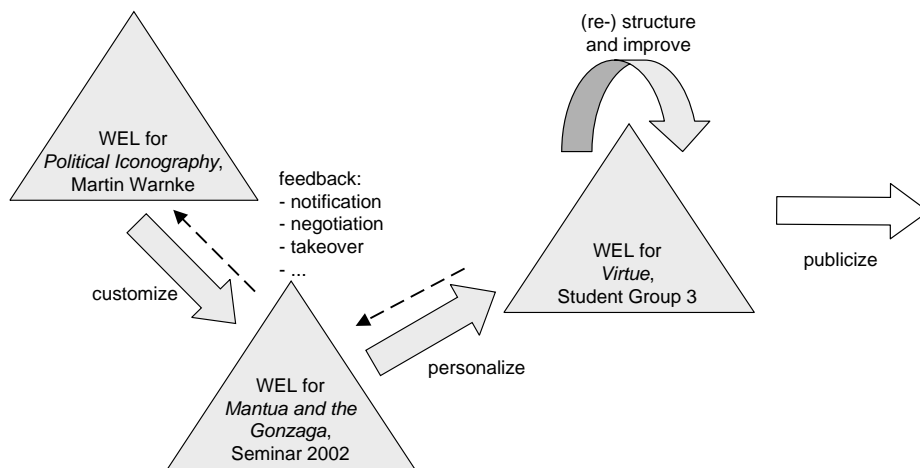 (re-) structure
and improve
WEL for
Political Iconography,
Martin Warnke
feedback:
- notification
- negotiation
- takeover
- ...
customize
WEL for
Virtue,
Student Group 3
publicize
personalize
WEL for
Mantua and the
Gonzaga,
Seminar 2002